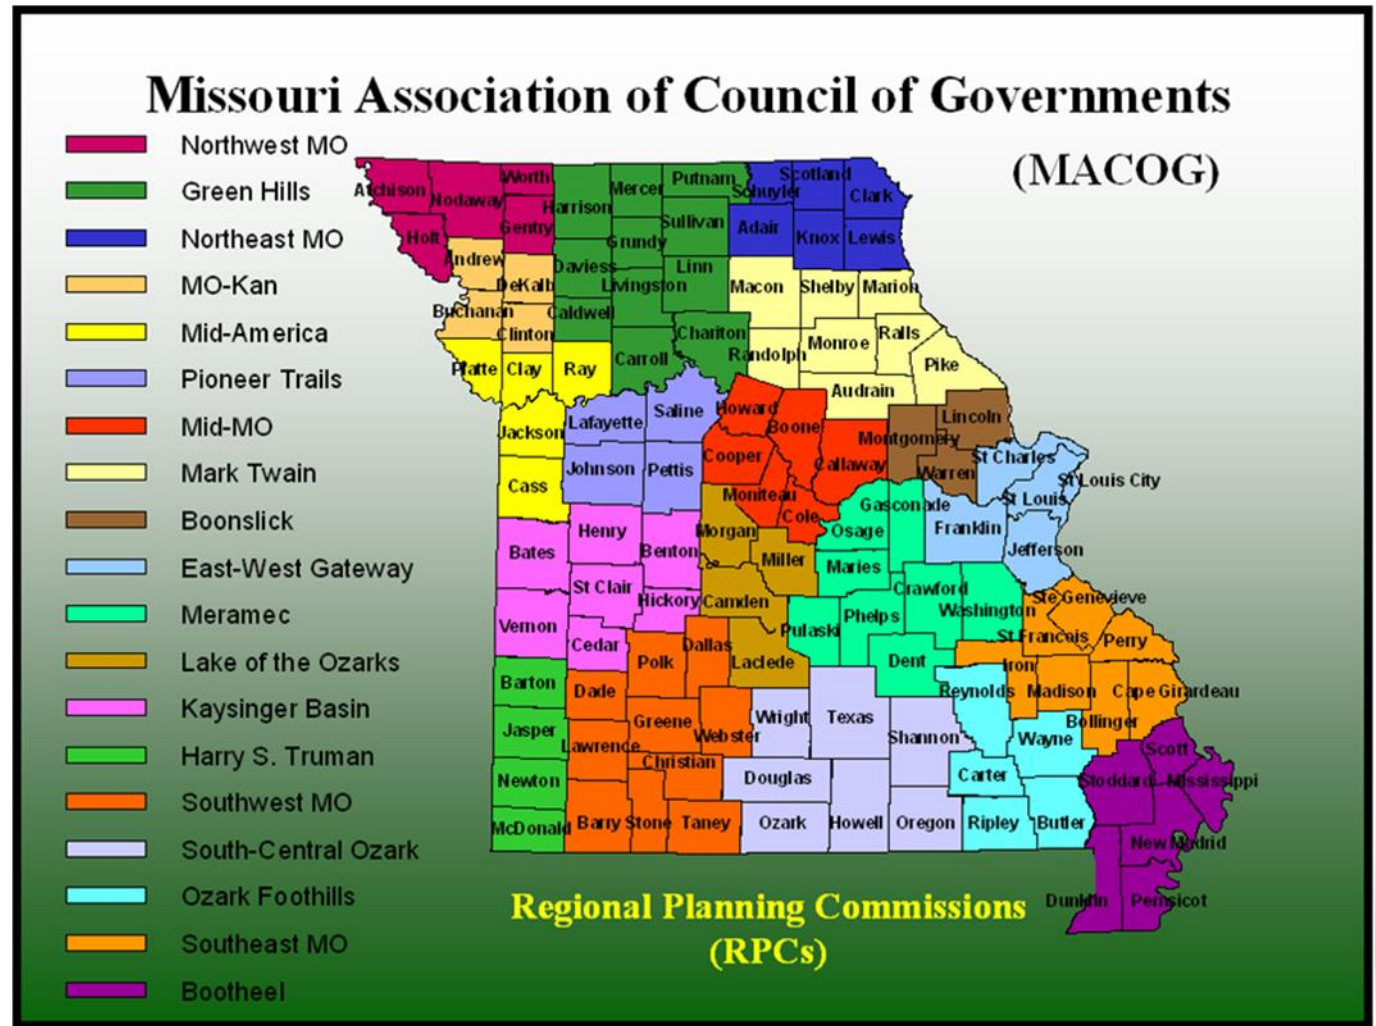 Missouri Association of Council of Governments
(MACOG)
Northwest MO
Green Hills
Northeast MO
MO-Kan
Mid-America
Pioneer Trails
Mid-MO
Mark Twain
Boonslick
East-West Gateway
Meramec
Lake of the Ozarks
Kaysinger Basin
Harry S. Truman
Southwest MO
South-Central Ozark
Ozark Foothills
Southeast MO
Bootheel
Atchison
Nodaway
Worth
Gentry
Holt
Harrison
Mercer
Putnam
Schuyler
Scotland
Clark
Sullivan
Adair
Knox
Lewis
Grundy
Andrew
DeKalb
Daviess
Livingston
Linn
Macon
Shelby
Marion
Buchanan
Clinton
Caldwell
Chariton
Randolph
Monroe
Ralls
Pike
Platte
Clay
Ray
Carroll
Audrain
Jackson
Lafayette
Saline
Howard
Boone
Callaway
Montgomery
Lincoln
Warren
St Charles
St Louis City
St Louis
Cass
Johnson
Pettis
Cooper
Moniteau
Cole
Gasconade
Osage
Franklin
Jefferson
Bates
Henry
Benton
Morgan
Miller
Maries
St Clair
Hickory
Camden
Crawford
Washington
Ste Genevieve
Vernon
Cedar
Dallas
Pulaski
Phelps
St Francois
Perry
Polk
Laclede
Dent
Iron
Barton
Dade
Reynolds
Madison
Cape Girardeau
Bollinger
Jasper
Lawrence
Greene
Webster
Wright
Texas
Shannon
Wayne
Scott
Newton
Christian
Douglas
Carter
Stoddard
Mississippi
McDonald
Barry
Stone
Taney
Ozark
Howell
Oregon
Ripley
Butler
New Madrid
Dunklin
Pemiscot
Regional Planning Commissions
(RPCs)